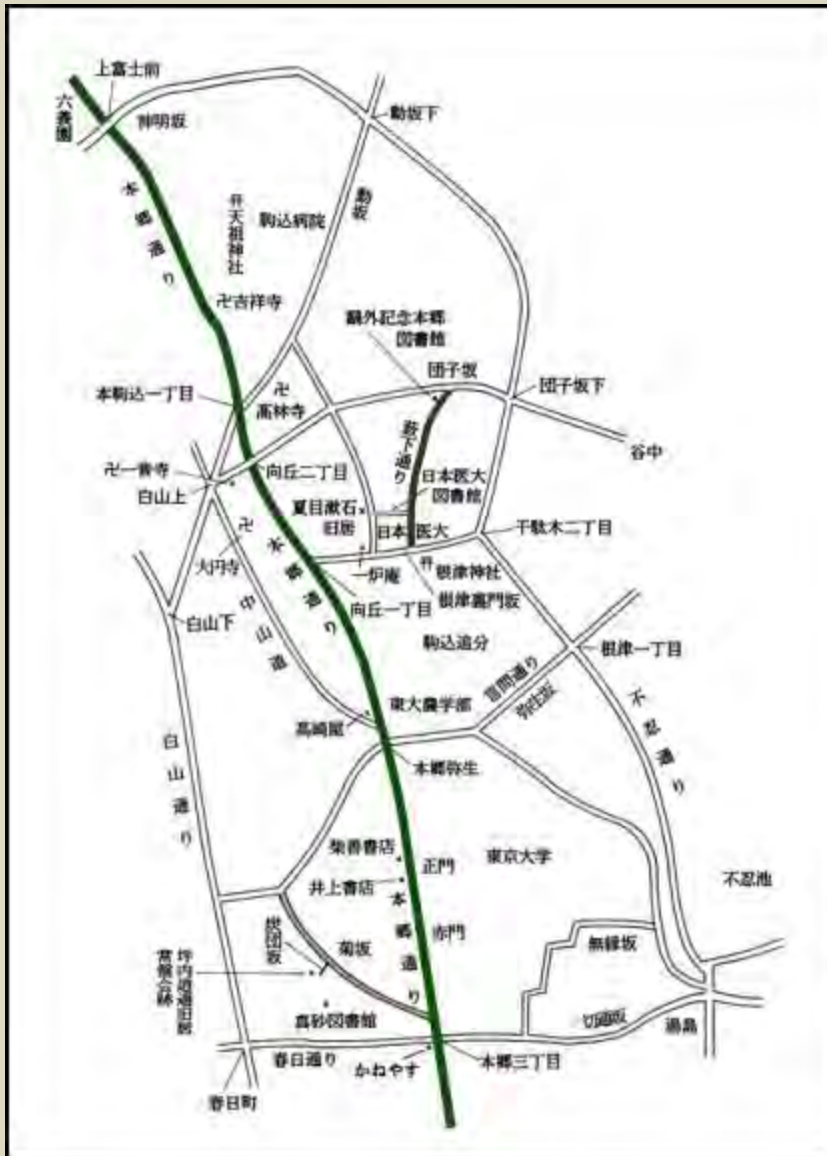 上富士前
六義園
神明坂
動坂下
本郷通り
天祖神社
駒込病院
動坂
卍吉祥寺
鷗外記念本郷
図書館
団子坂
団子坂下
本駒込一丁目
卍
高林寺
谷中
藪下通り
卍一音寺
白山上
向丘二丁目
日本医大
図書館
夏目漱石
旧居
日本医大
千駄木二丁目
卍
大円寺
本郷通り
一炉庵
根津神社
根津裏門坂
向丘一丁目
白山下
中山道
駒込追分
根津一丁目
言問通り
弥生坂
東大農学部
高崎屋
不忍通り
本郷弥生
白山通り
柴善書店
正門
東京大学
井上書店
不忍池
本郷通り
赤門
炭団坂
菊坂
無縁坂
坪内逍遥旧居
常盤会跡
真砂図書館
切通坂
湯島
春日通り
かねやす
本郷三丁目
春日町